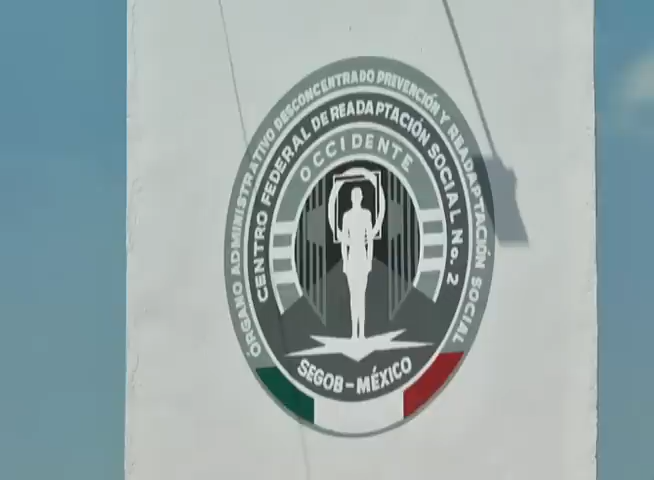 ÓRGANO ADMINISTRATIVO DESCONCENTRADO PREVENCIÓN Y READAPTACIÓN SOCIAL
CENTRO FEDERAL DE READAPTACIÓN SOCIAL No. 2
OCCIDENTE
SEGOB-MÉXICO